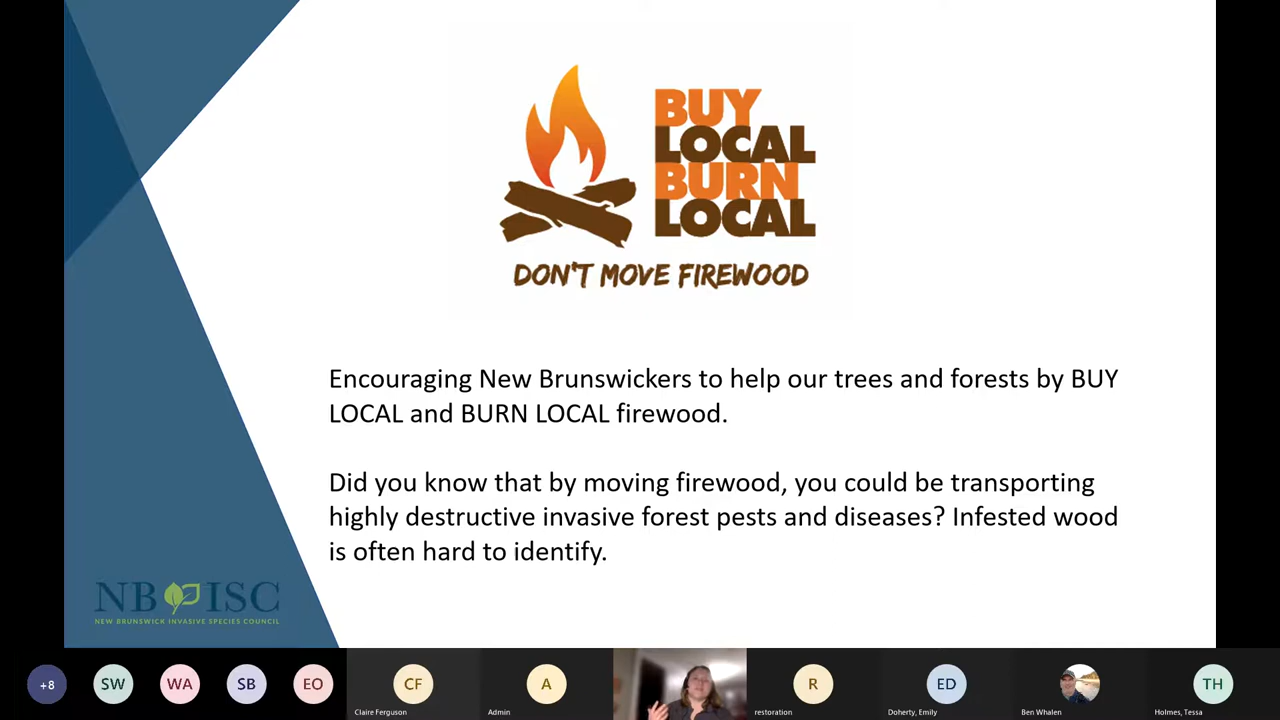 BUY
LOCAL
BURN
LOCAL
DON'T MOVE FIREWOOD
Encouraging New Brunswickers to help our trees and forests by BUY
LOCAL and BURN LOCAL firewood.
Did you know that by moving firewood, you could be transporting
highly destructive invasive forest pests and diseases? Infested wood
is often hard to identify.
NB ISC
NEW BRUNSWICK INVASIVE SPECIES COUNCIL
+8
SW
WA
SB
EO
CF
A
R
ED
TH
Claire Ferguson
Admin
restoration
Doherty, Emily
Ben Whalen
Holmes, Tessa